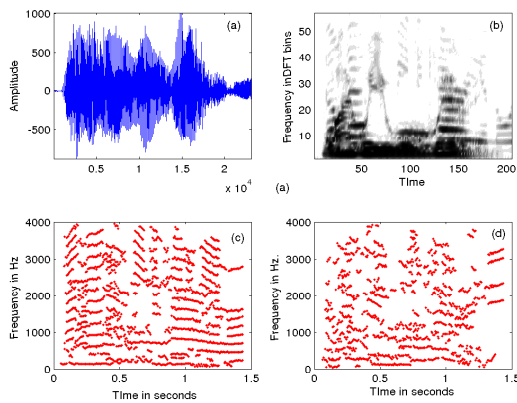 1000
500
0
-500
Amplitude
(a)
0.5
1
1.5
2
x 10^4
50
40
30
20
10
Frequency inDFT bins
(b)
50
100
150
200
TIme
(a)
4000
3000
2000
1000
0
Frequency in Hz
(c)
0
0.5
1
1.5
TIme in seconds
4000
3000
2000
1000
0
Frequency in Hz.
(d)
0
0.5
1
1.5
TIme in seconds